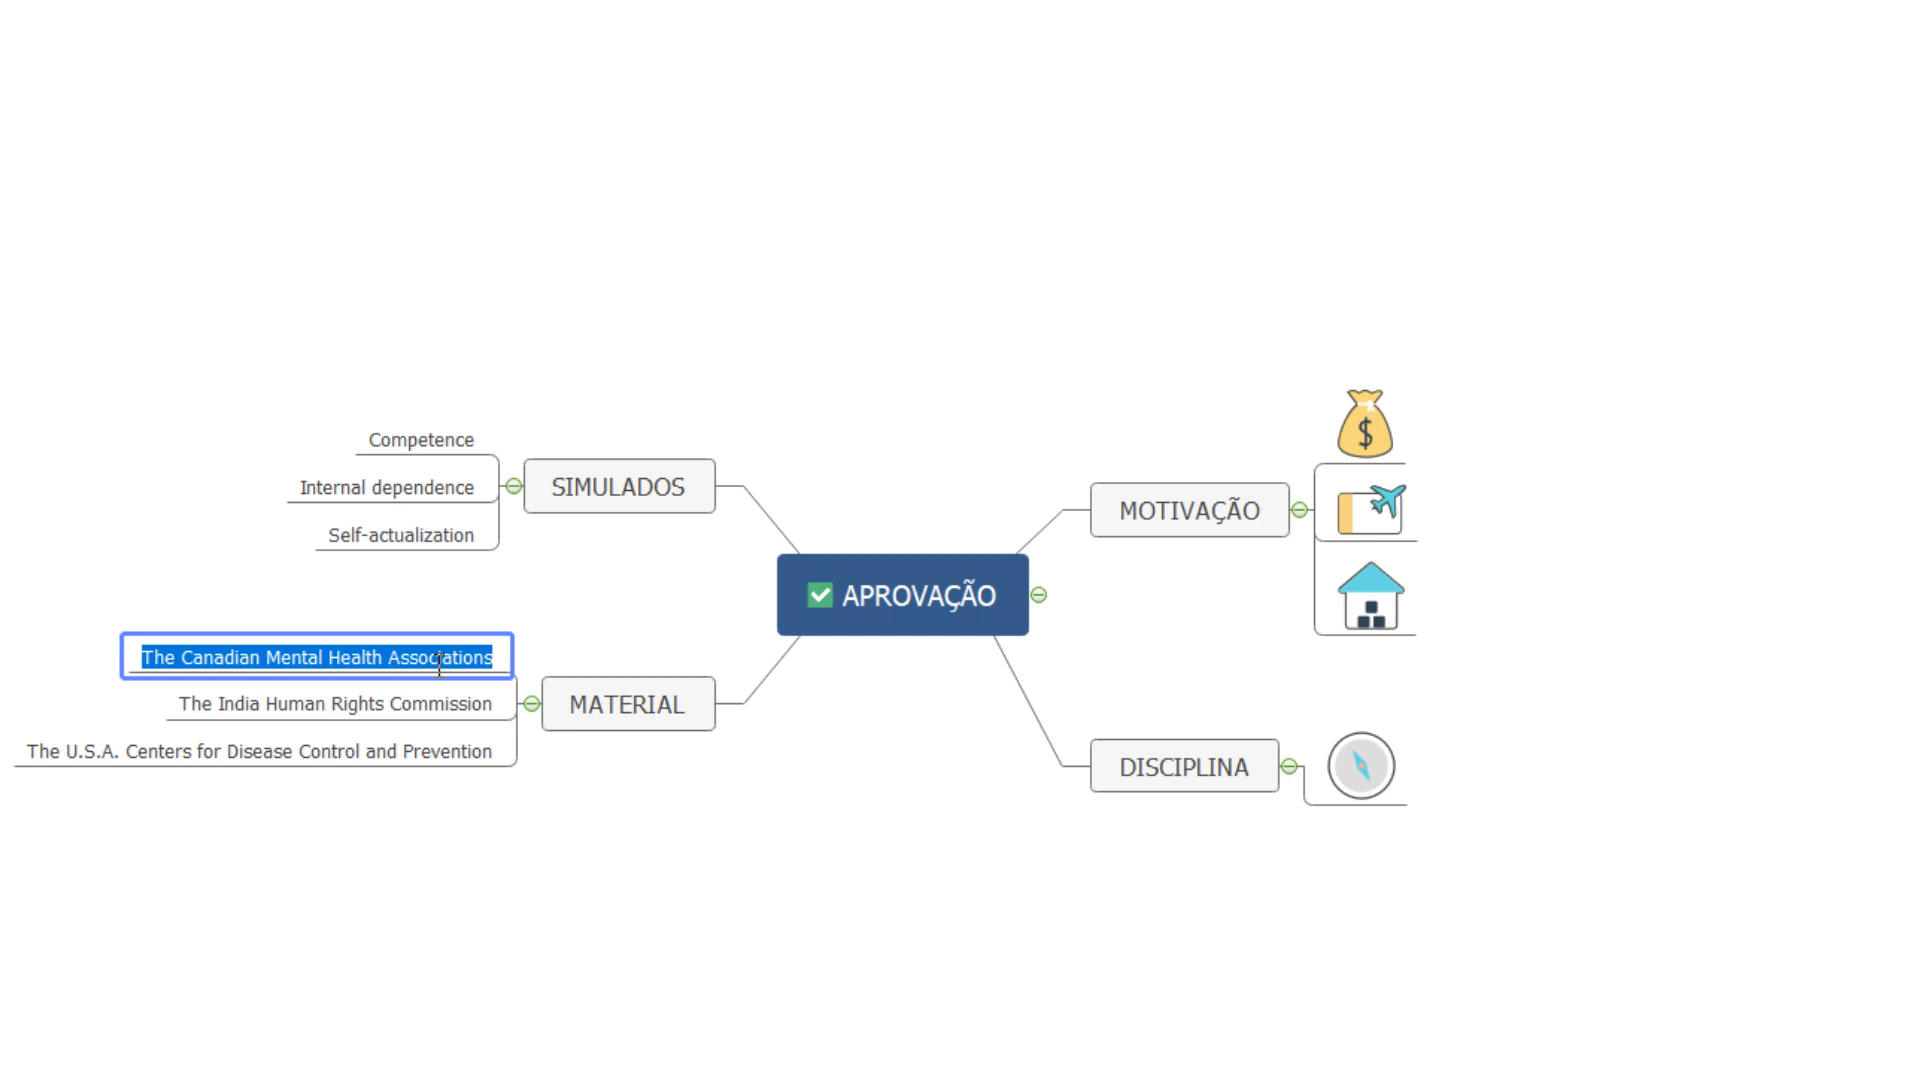 Competence
Internal dependence
Self-actualization
SIMULADOS
The Canadian Mental Health Associations
The India Human Rights Commission
The U.S.A. Centers for Disease Control and Prevention
MATERIAL
APROVAÇÃO
MOTIVAÇÃO
$
DISCIPLINA